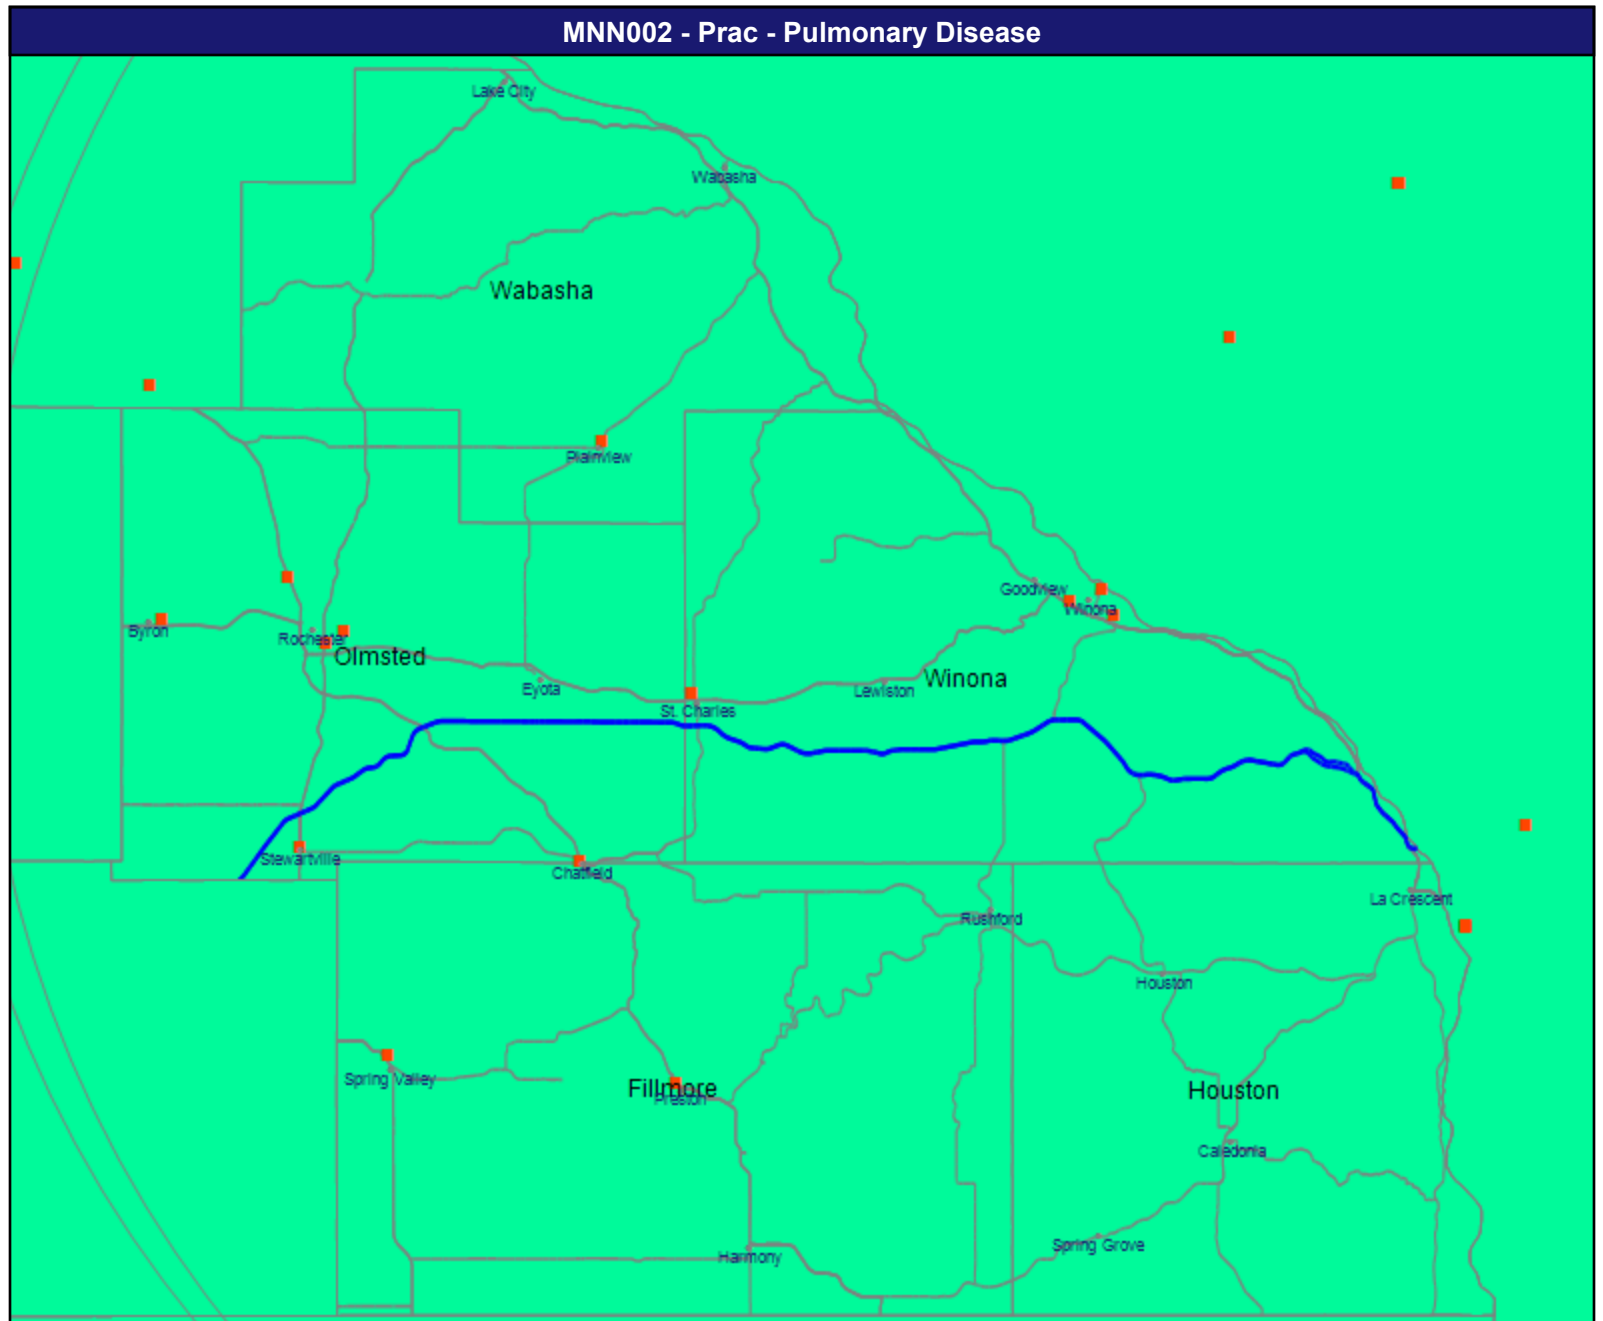 MNN002 - Prac - Pulmonary Disease
Lake City
Wabasha
Wabasha
Plainview
Goodview
Winona
Byron
Rochester
Olmsted
Eyota
St. Charles
Lewiston
Winona
Stewartville
Chatfield
La Crescent
Rushford
Houston
Spring Valley
Fillmore
Preston
Houston
Caledonia
Harmony
Spring Grove